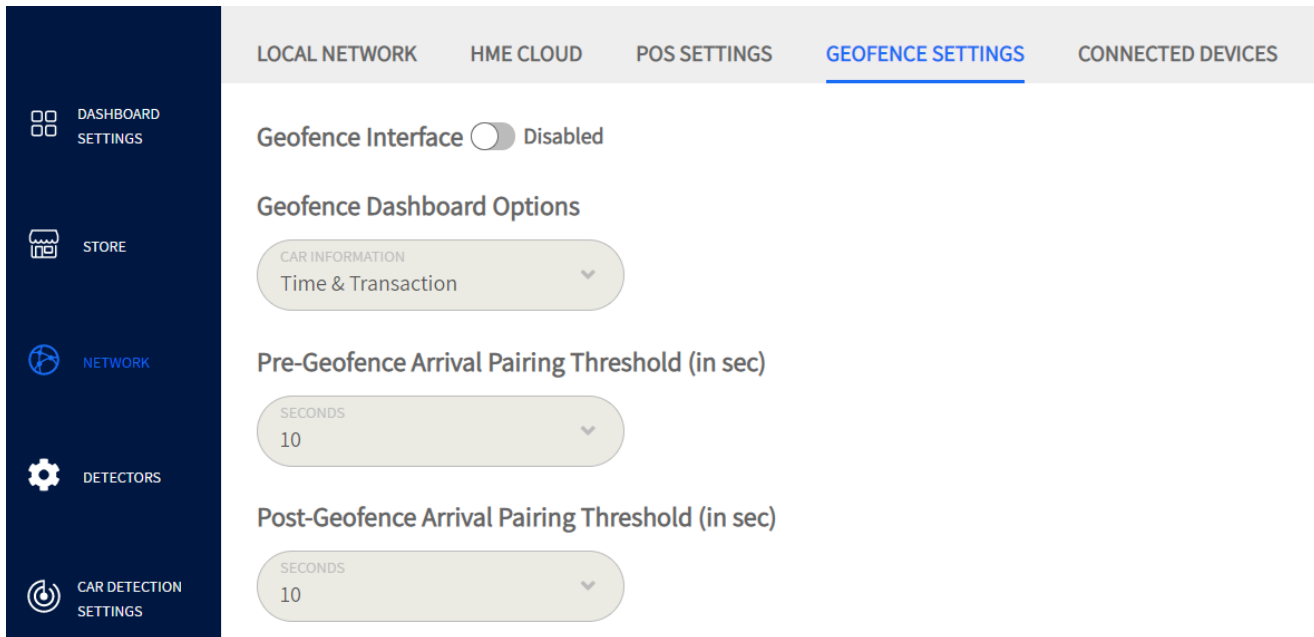 LOCAL NETWORK HME CLOUD POS SETTINGS GEOFENCE SETTINGS CONNECTED DEVICES
DASHBOARD
SETTINGS
STORE
NETWORK
DETECTORS
CAR DETECTION
SETTINGS
Geofence Interface Disabled
Geofence Dashboard Options
CAR INFORMATION
Time & Transaction
Pre-Geofence Arrival Pairing Threshold (in sec)
SECONDS
10
Post-Geofence Arrival Pairing Threshold (in sec)
SECONDS
10